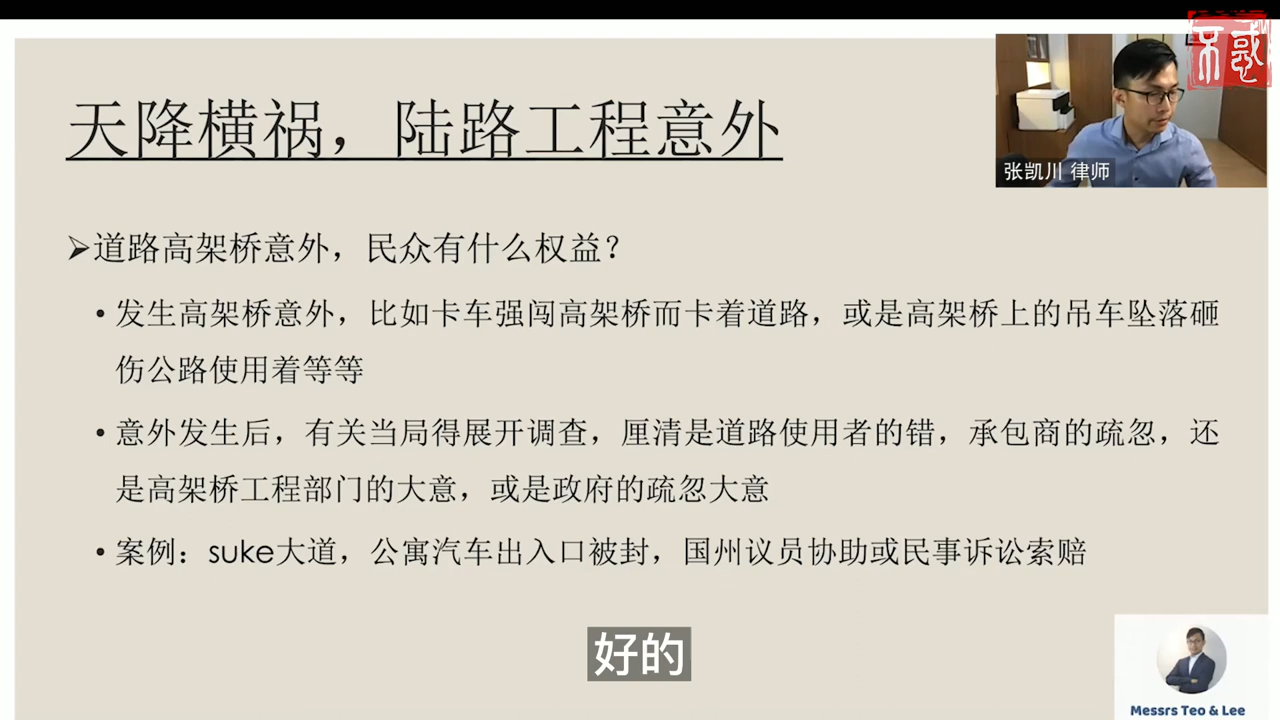 天降横祸，陆路工程意外
不惑
张凯川 律师
➢道路高架桥意外，民众有什么权益？
• 发生高架桥意外，比如卡车强闯高架桥而卡着道路，或是高架桥上的吊车坠落砸
伤公路使用着等等
• 意外发生后，有关当局得展开调查，厘清是道路使用者的错，承包商的疏忽，还
是高架桥工程部门的大意，或是政府的疏忽大意
• 案例：suke大道，公寓汽车出入口被封，国州议员协助或民事诉讼索赔
好的
Messrs Teo & Lee